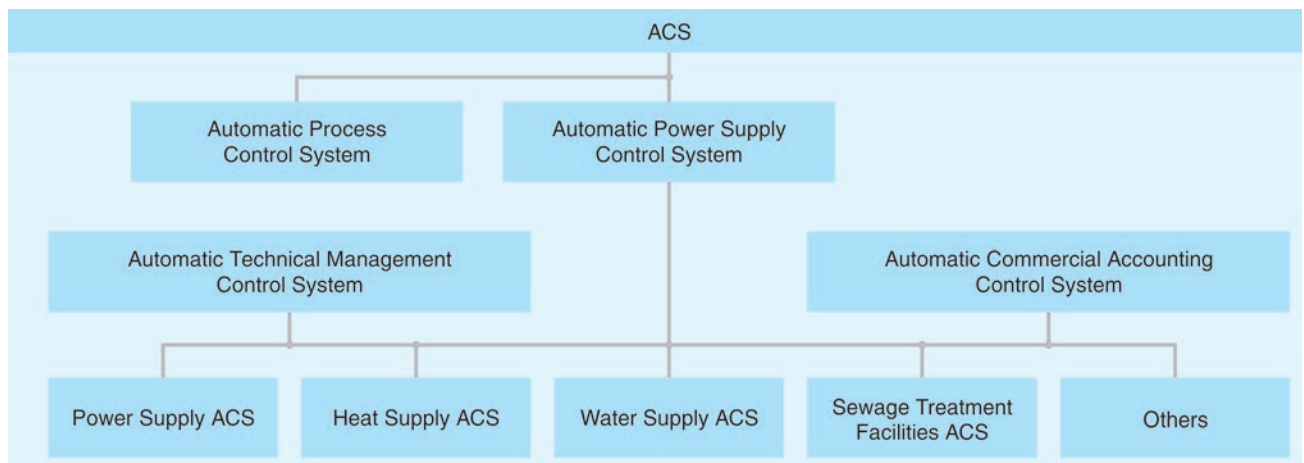 ACS
Automatic Process
Control System
Automatic Power Supply
Control System
Automatic Technical Management
Control System
Automatic Commercial Accounting
Control System
Power Supply ACS
Heat Supply ACS
Water Supply ACS
Sewage Treatment
Facilities ACS
Others